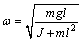 ω = √(mgl / (J + ml²))